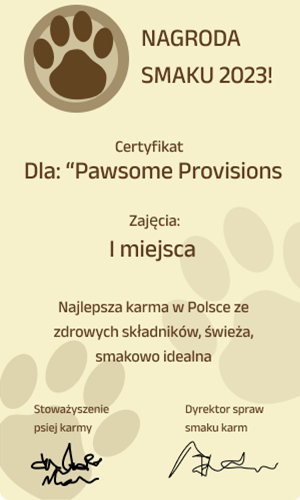 NAGRODA
SMAKU 2023!
Certyfikat
Dla: “Pawsome Provisions
Zajęcia:
I miejsca
Najlepsza karma w Polsce ze
zdrowych składników, świeża,
smakowo idealna
Stoważyszenie
psiej karmy
Dyrektor spraw
smaku karm